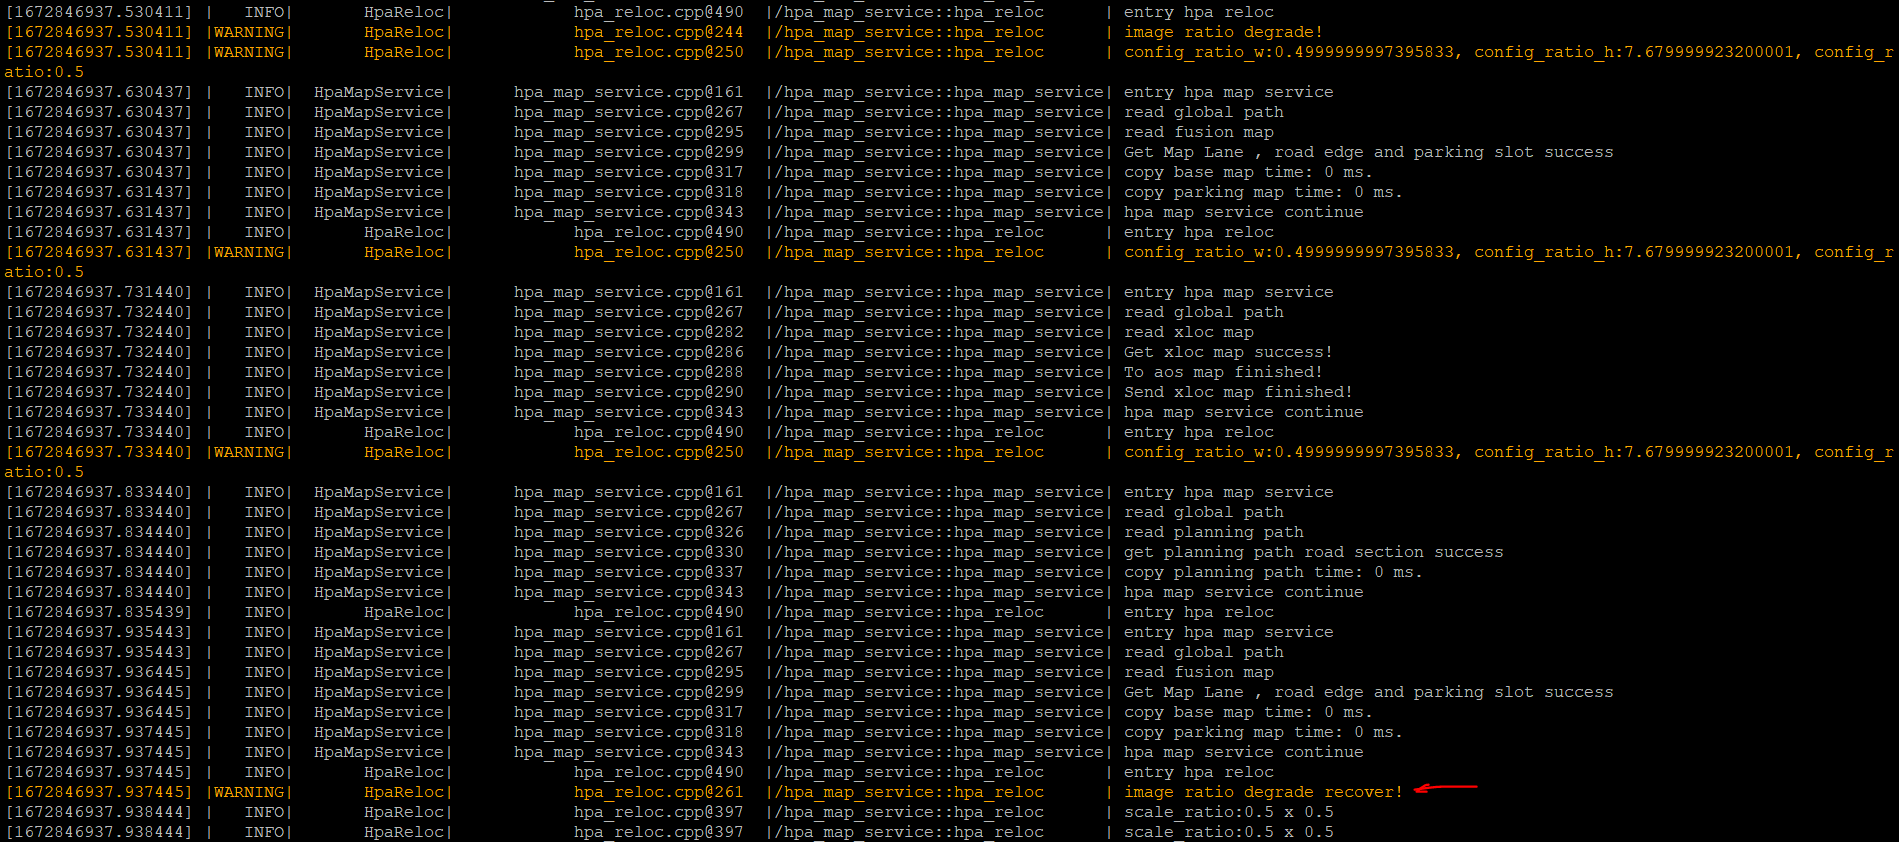 [1672846937.530411] | INFO| HpaReloc| hpa_reloc.cpp@490 |/hpa_map_service::hpa_reloc | entry hpa reloc
[1672846937.530411] |WARNING| HpaReloc| hpa_reloc.cpp@244 |/hpa_map_service::hpa_reloc | image ratio degrade!
[1672846937.530411] |WARNING| HpaReloc| hpa_reloc.cpp@250 |/hpa_map_service::hpa_reloc | config_ratio_w:0.4999999997395833, config_ratio_h:7.679999923200001, config_r
atio:0.5
[1672846937.630437] | INFO| HpaMapService| hpa_map_service.cpp@161 |/hpa_map_service::hpa_map_service| entry hpa map service
[1672846937.630437] | INFO| HpaMapService| hpa_map_service.cpp@267 |/hpa_map_service::hpa_map_service| read global path
[1672846937.630437] | INFO| HpaMapService| hpa_map_service.cpp@295 |/hpa_map_service::hpa_map_service| read fusion map
[1672846937.630437] | INFO| HpaMapService| hpa_map_service.cpp@299 |/hpa_map_service::hpa_map_service| Get Map Lane , road edge and parking slot success
[1672846937.630437] | INFO| HpaMapService| hpa_map_service.cpp@317 |/hpa_map_service::hpa_map_service| copy base map time: 0 ms.
[1672846937.631437] | INFO| HpaMapService| hpa_map_service.cpp@318 |/hpa_map_service::hpa_map_service| copy parking map time: 0 ms.
[1672846937.631437] | INFO| HpaMapService| hpa_map_service.cpp@343 |/hpa_map_service::hpa_map_service| hpa map service continue
[1672846937.631437] | INFO| HpaReloc| hpa_reloc.cpp@490 |/hpa_map_service::hpa_reloc | entry hpa reloc
[1672846937.631437] |WARNING| HpaReloc| hpa_reloc.cpp@250 |/hpa_map_service::hpa_reloc | config_ratio_w:0.4999999997395833, config_ratio_h:7.679999923200001, config_r
atio:0.5
[1672846937.731440] | INFO| HpaMapService| hpa_map_service.cpp@161 |/hpa_map_service::hpa_map_service| entry hpa map service
[1672846937.732440] | INFO| HpaMapService| hpa_map_service.cpp@267 |/hpa_map_service::hpa_map_service| read global path
[1672846937.732440] | INFO| HpaMapService| hpa_map_service.cpp@282 |/hpa_map_service::hpa_map_service| read xloc map
[1672846937.732440] | INFO| HpaMapService| hpa_map_service.cpp@286 |/hpa_map_service::hpa_map_service| Get xloc map success!
[1672846937.732440] | INFO| HpaMapService| hpa_map_service.cpp@288 |/hpa_map_service::hpa_map_service| To aos map finished!
[1672846937.732440] | INFO| HpaMapService| hpa_map_service.cpp@290 |/hpa_map_service::hpa_map_service| Send xloc map finished!
[1672846937.733440] | INFO| HpaMapService| hpa_map_service.cpp@343 |/hpa_map_service::hpa_map_service| hpa map service continue
[1672846937.733440] | INFO| HpaReloc| hpa_reloc.cpp@490 |/hpa_map_service::hpa_reloc | entry hpa reloc
[1672846937.733440] |WARNING| HpaReloc| hpa_reloc.cpp@250 |/hpa_map_service::hpa_reloc | config_ratio_w:0.4999999997395833, config_ratio_h:7.679999923200001, config_r
atio:0.5
[1672846937.833440] | INFO| HpaMapService| hpa_map_service.cpp@161 |/hpa_map_service::hpa_map_service| entry hpa map service
[1672846937.833440] | INFO| HpaMapService| hpa_map_service.cpp@267 |/hpa_map_service::hpa_map_service| read global path
[1672846937.834440] | INFO| HpaMapService| hpa_map_service.cpp@326 |/hpa_map_service::hpa_map_service| read planning path
[1672846937.834440] | INFO| HpaMapService| hpa_map_service.cpp@330 |/hpa_map_service::hpa_map_service| get planning path road section success
[1672846937.834440] | INFO| HpaMapService| hpa_map_service.cpp@337 |/hpa_map_service::hpa_map_service| copy planning path time: 0 ms.
[1672846937.834440] | INFO| HpaMapService| hpa_map_service.cpp@343 |/hpa_map_service::hpa_map_service| hpa map service continue
[1672846937.835439] | INFO| HpaReloc| hpa_reloc.cpp@490 |/hpa_map_service::hpa_reloc | entry hpa reloc
[1672846937.935443] | INFO| HpaMapService| hpa_map_service.cpp@161 |/hpa_map_service::hpa_map_service| entry hpa map service
[1672846937.935443] | INFO| HpaMapService| hpa_map_service.cpp@267 |/hpa_map_service::hpa_map_service| read global path
[1672846937.936445] | INFO| HpaMapService| hpa_map_service.cpp@295 |/hpa_map_service::hpa_map_service| read fusion map
[1672846937.936445] | INFO| HpaMapService| hpa_map_service.cpp@299 |/hpa_map_service::hpa_map_service| Get Map Lane , road edge and parking slot success
[1672846937.936445] | INFO| HpaMapService| hpa_map_service.cpp@317 |/hpa_map_service::hpa_map_service| copy base map time: 0 ms.
[1672846937.937445] | INFO| HpaMapService| hpa_map_service.cpp@318 |/hpa_map_service::hpa_map_service| copy parking map time: 0 ms.
[1672846937.937445] | INFO| HpaMapService| hpa_map_service.cpp@343 |/hpa_map_service::hpa_map_service| hpa map service continue
[1672846937.937445] | INFO| HpaReloc| hpa_reloc.cpp@490 |/hpa_map_service::hpa_reloc | entry hpa reloc
[1672846937.937445] |WARNING| HpaReloc| hpa_reloc.cpp@261 |/hpa_map_service::hpa_reloc | image ratio degrade recover!
[1672846937.938444] | INFO| HpaReloc| hpa_reloc.cpp@397 |/hpa_map_service::hpa_reloc | scale_ratio:0.5 x 0.5
[1672846937.938444] | INFO| HpaReloc| hpa_reloc.cpp@397 |/hpa_map_service::hpa_reloc | scale_ratio:0.5 x 0.5